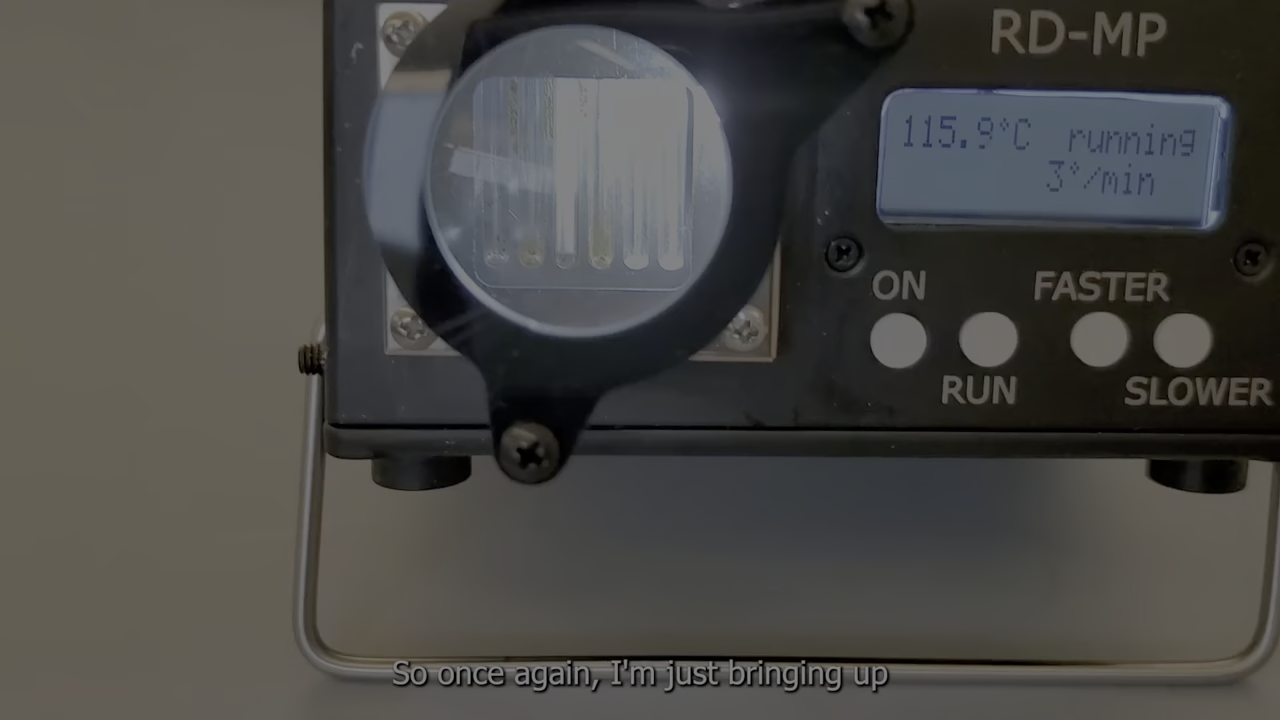 RD-MP
115.9°C running
3°/min
ON
FASTER
RUN
SLOWER
So once again, I'm just bringing up